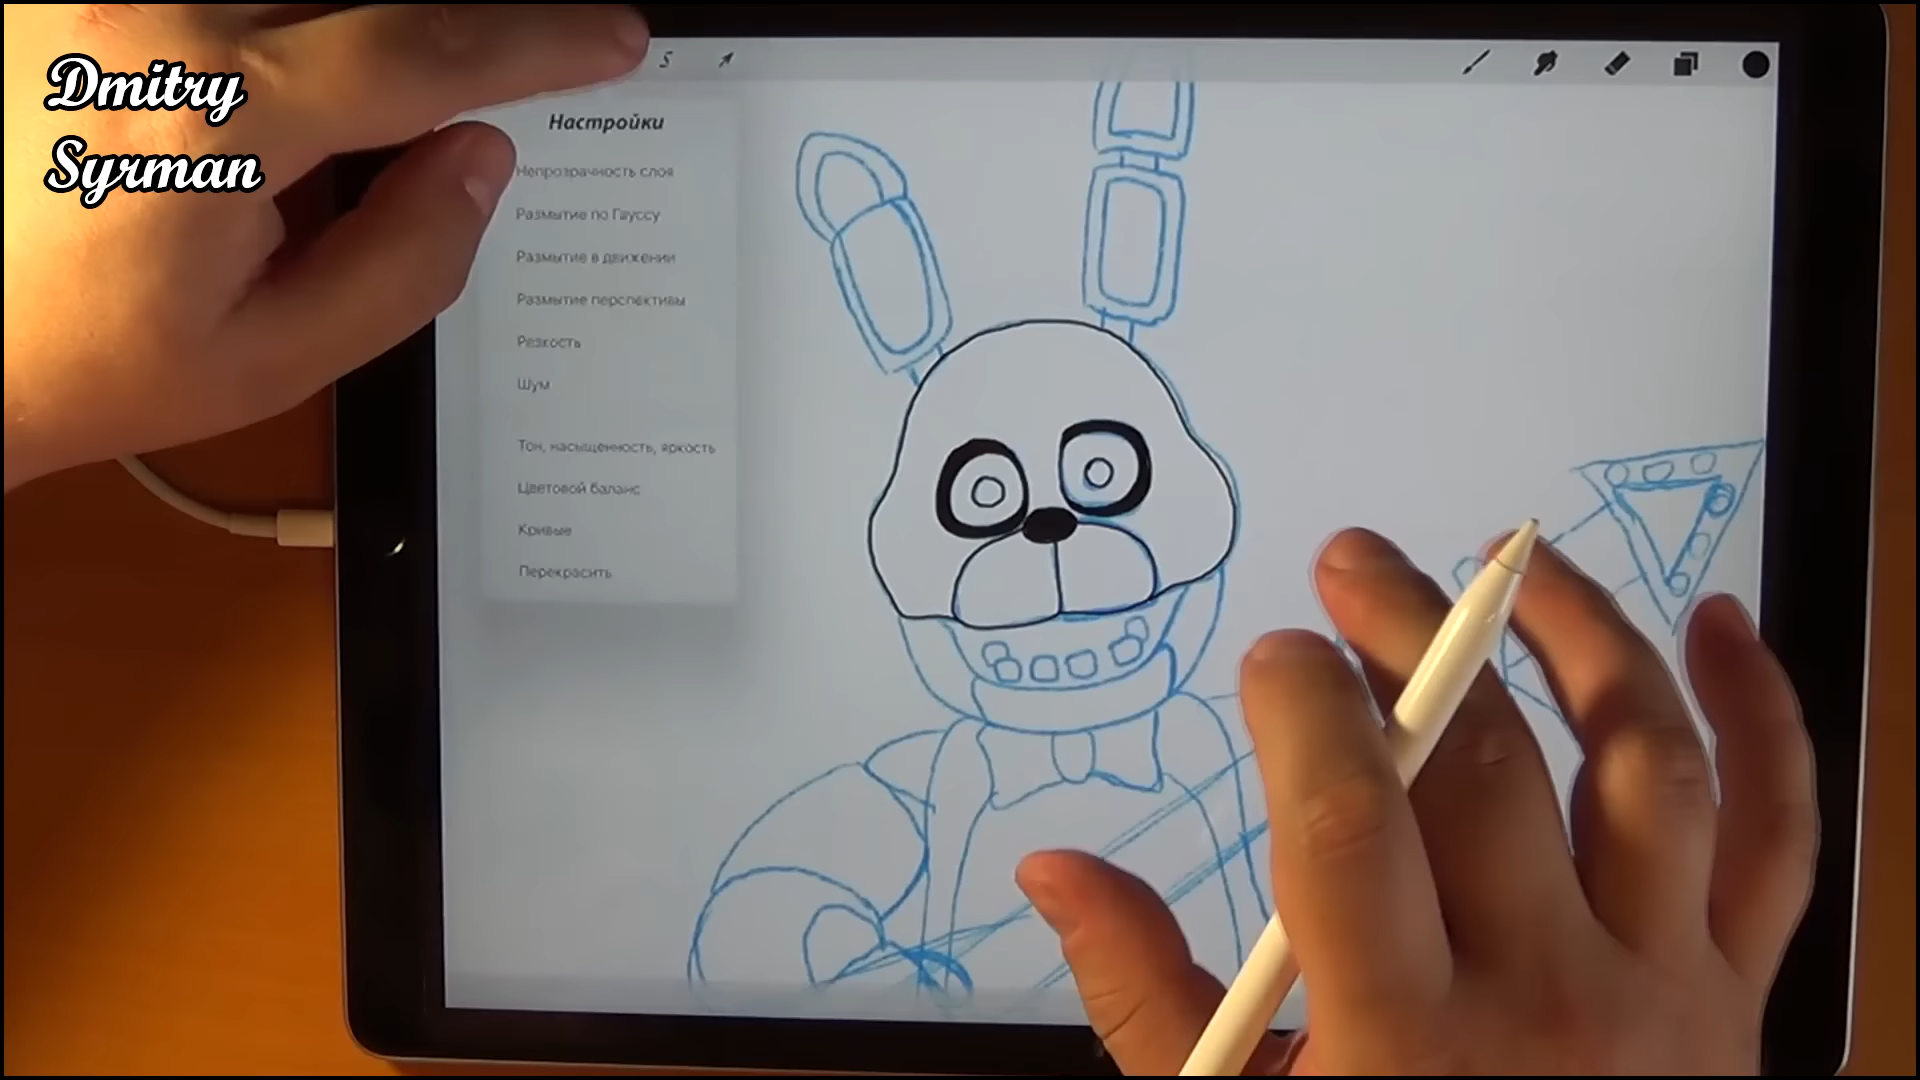 Dmitry
Syrman
Настройки
Непрозрачность слоя
Размытие по Гауссу
Размытие в движении
Размытие перспективы
Резкость
Шум
Тон, насыщенность, яркость
Цветовой баланс
Кривые
Перекрасить